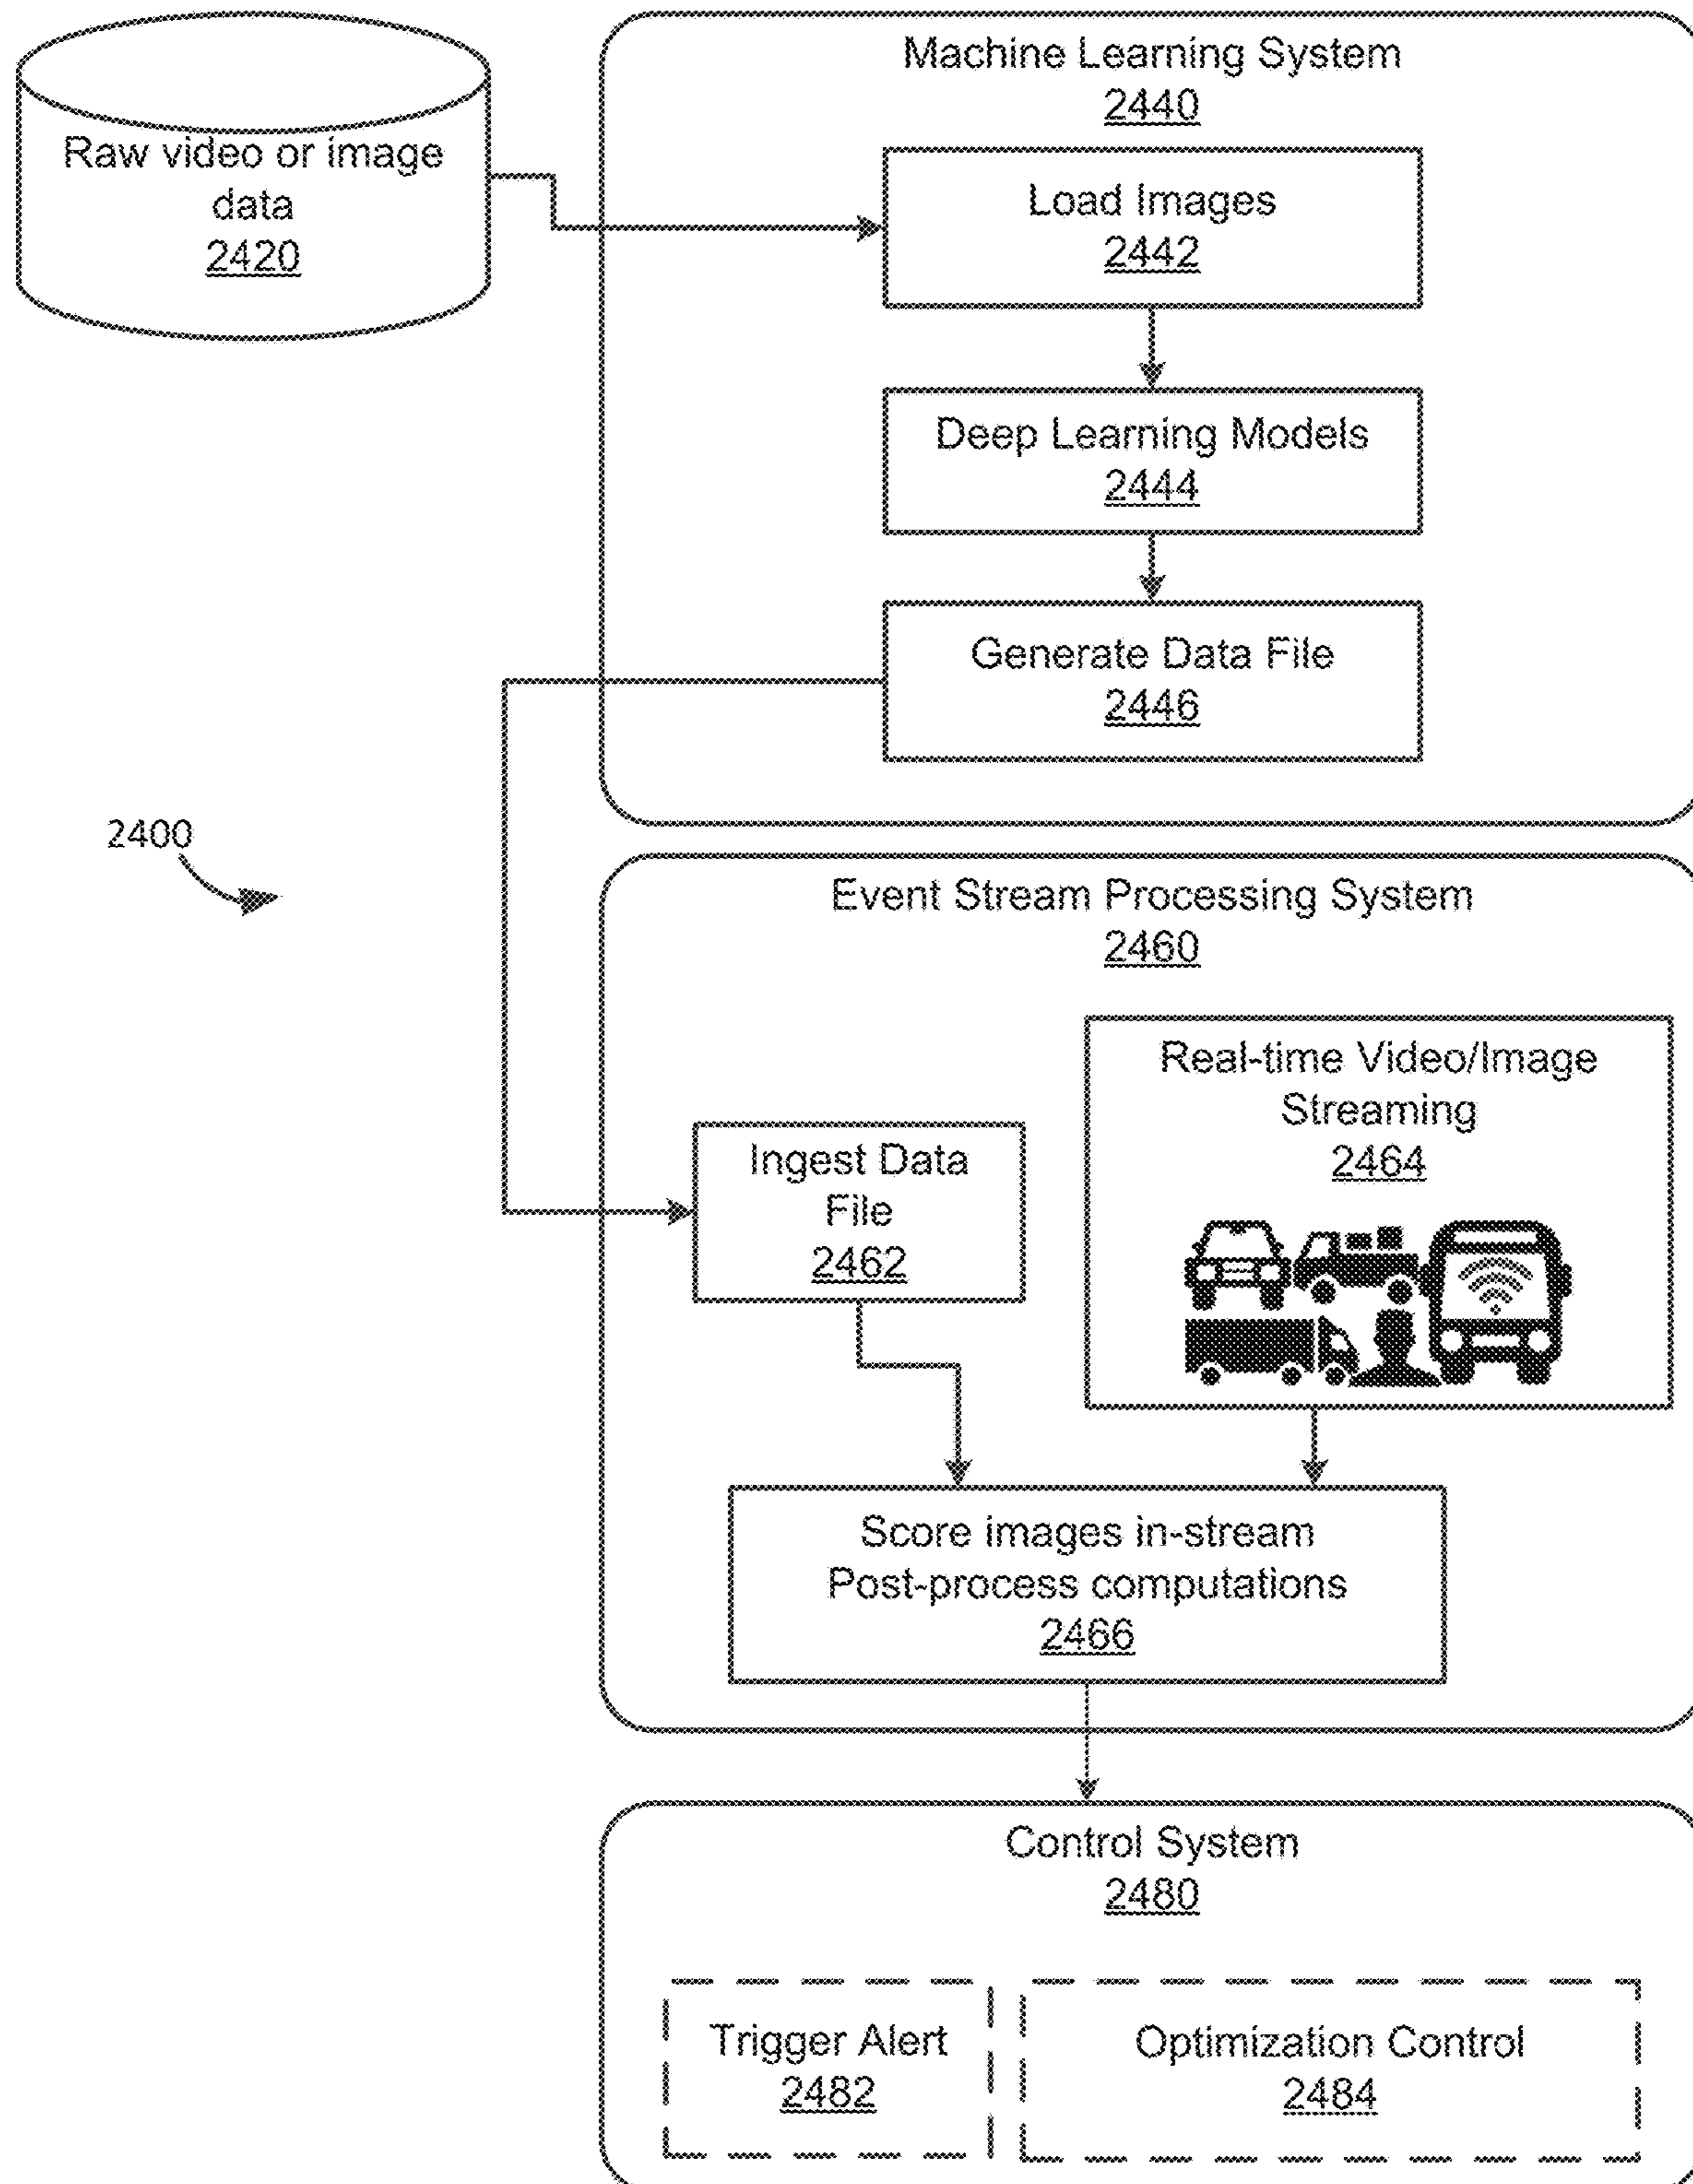 Raw video or image
data
2420
Machine Learning System
2440
Load Images
2442
Deep Learning Models
2444
Generate Data File
2446
2400
Event Stream Processing System
2460
Real-time Video/Image
Streaming
2464
Ingest Data
File
2462
Score images in-stream
Post-process computations
2466
Control System
2480
Trigger Alert
2482
Optimization Control
2484